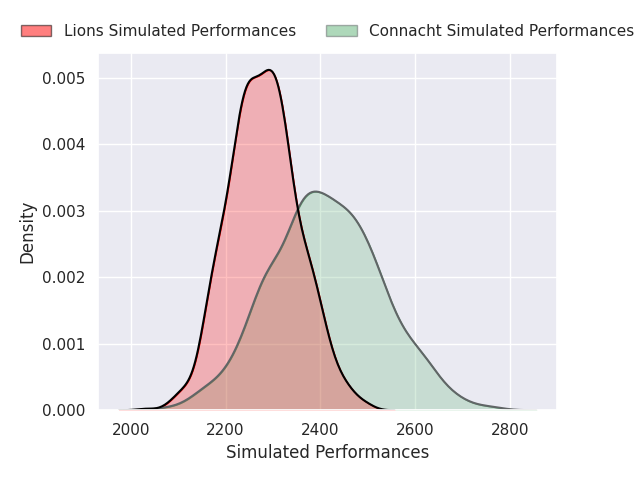 Lions Simulated Performances Connacht Simulated Performances
0.005
0.004
0.003
0.002
0.001
0.000
Density
2000 2200 2400 2600 2800
Simulated Performances